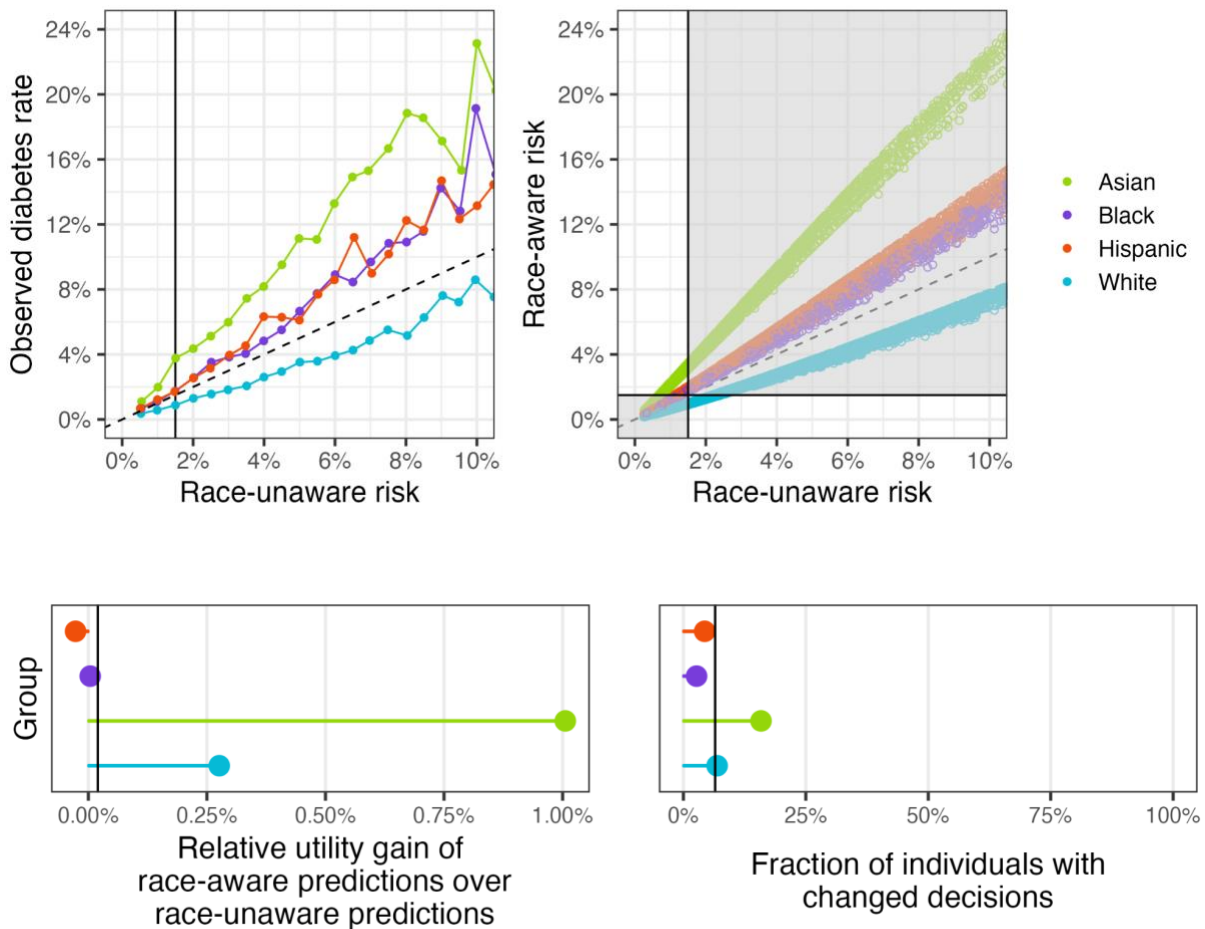 Observed diabetes rate
24%
20%
16%
12%
8%
4%
0%
0%
2%
4%
6%
8%
10%
Race-unaware risk
Race-aware risk
24%
20%
16%
12%
8%
4%
0%
0%
2%
4%
6%
8%
10%
Race-unaware risk
Asian
Black
Hispanic
White
Group
0.00%
0.25%
0.50%
0.75%
1.00%
Relative utility gain of
race-aware predictions over
race-unaware predictions
0%
25%
50%
75%
100%
Fraction of individuals with
changed decisions